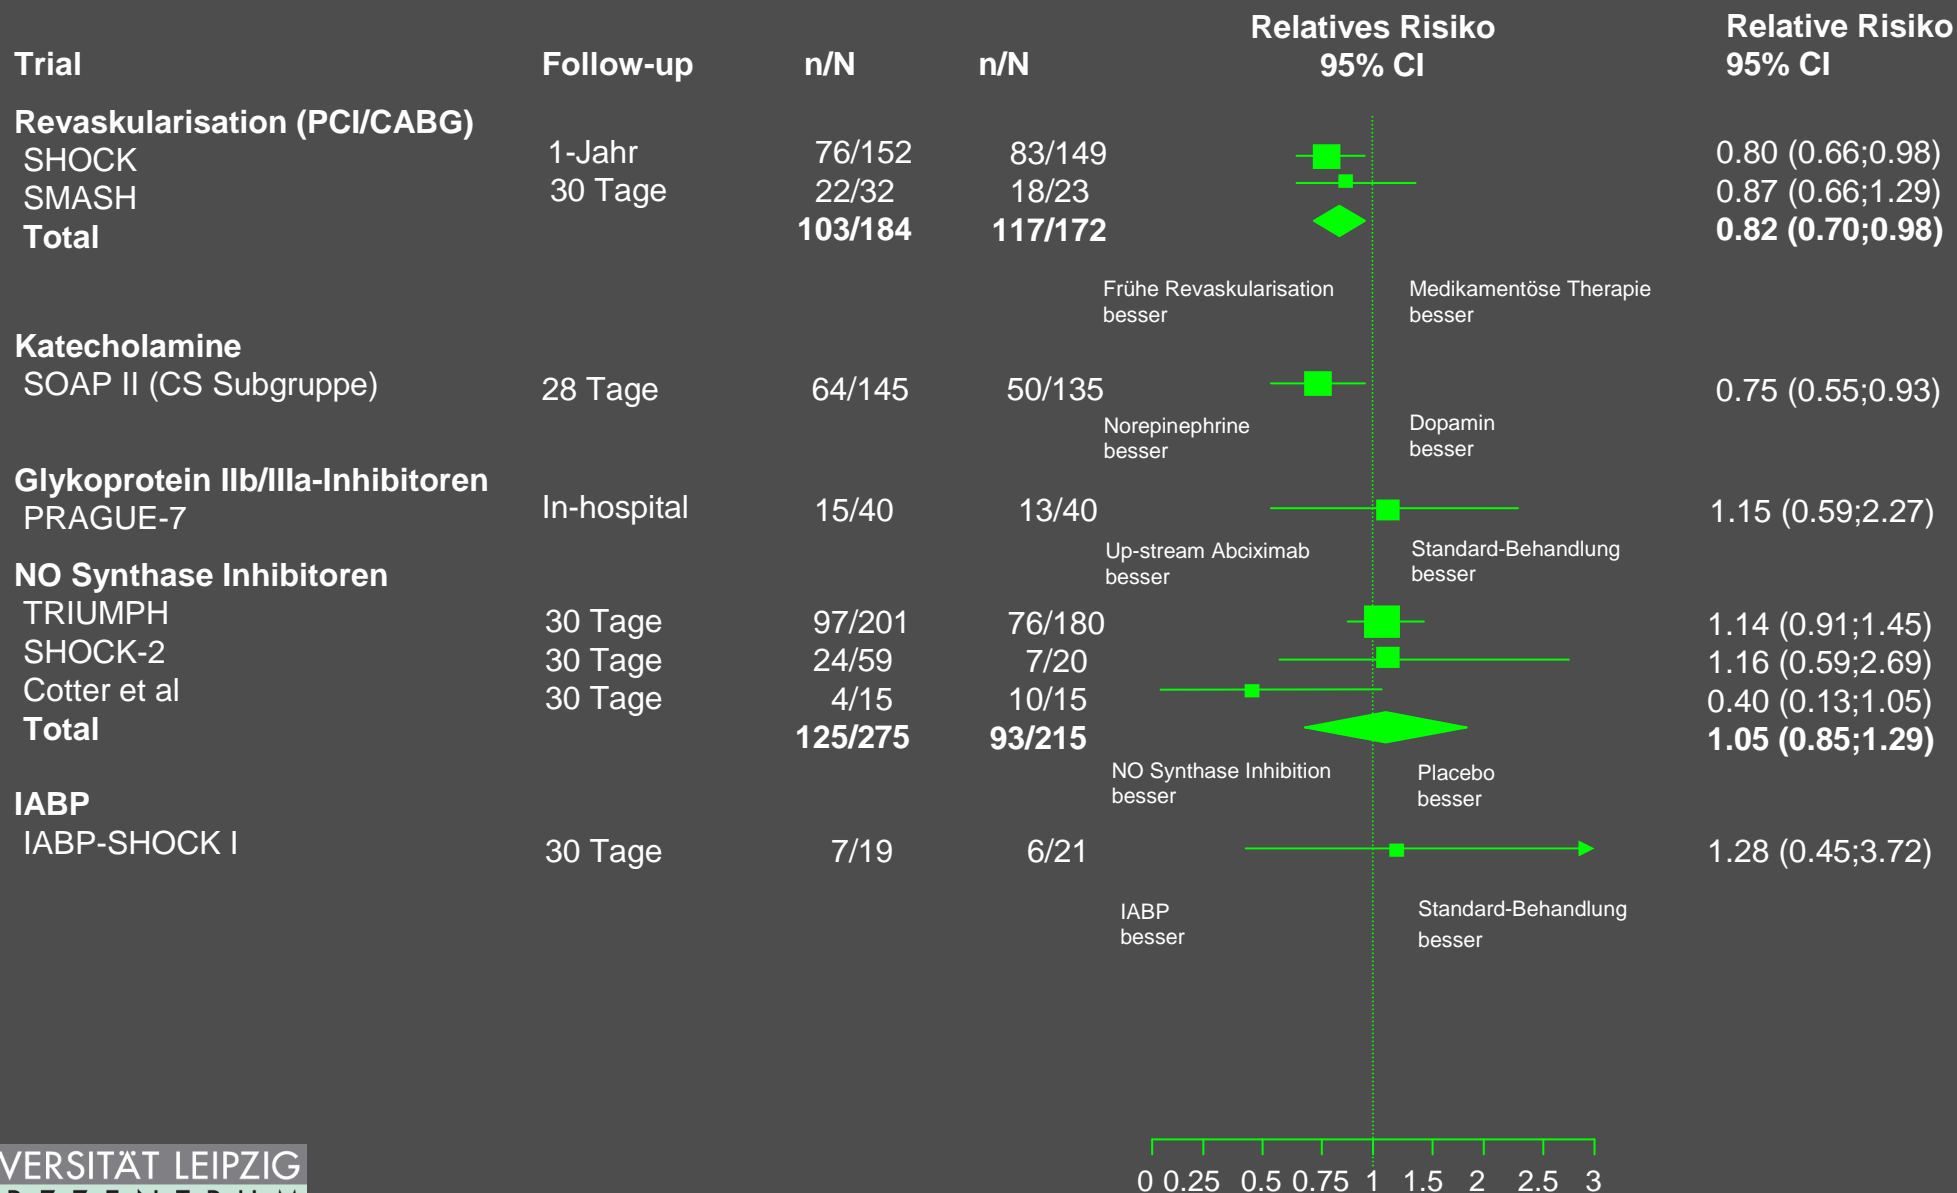 Relatives Risiko Relative Risiko
Trial Follow-up n/N n/N 95% CI 95% CI
Revaskularisation (PCI/CABG)
SHOCK 1-Jahr 76/152 83/149 0.80 (0.66;0.98)
SMASH 30 Tage 22/32 18/23 0.87 (0.66;1.29)
Total 103/184 117/172 0.82 (0.70;0.98)
Frühe Revaskularisation Medikamentöse Therapie
besser besser
Katecholamine
SOAP II (CS Subgruppe) 28 Tage 64/145 50/135 0.75 (0.55;0.93)
Norepinephrine Dopamin
besser besser
Glykoprotein IIb/IIIa-Inhibitoren
PRAGUE-7 In-hospital 15/40 13/40 1.15 (0.59;2.27)
Up-stream Abciximab Standard-Behandlung
besser besser
NO Synthase Inhibitoren
TRIUMPH 30 Tage 97/201 76/180 1.14 (0.91;1.45)
SHOCK-2 30 Tage 24/59 7/20 1.16 (0.59;2.69)
Cotter et al 30 Tage 4/15 10/15 0.40 (0.13;1.05)
Total 125/275 93/215 1.05 (0.85;1.29)
NO Synthase Inhibition Placebo
besser besser
IABP
IABP-SHOCK I 30 Tage 7/19 6/21 1.28 (0.45;3.72)
IABP Standard-Behandlung
besser besser
0 0.25 0.5 0.75 1 1.5 2 2.5 3
VERSITÄT LEIPZIG